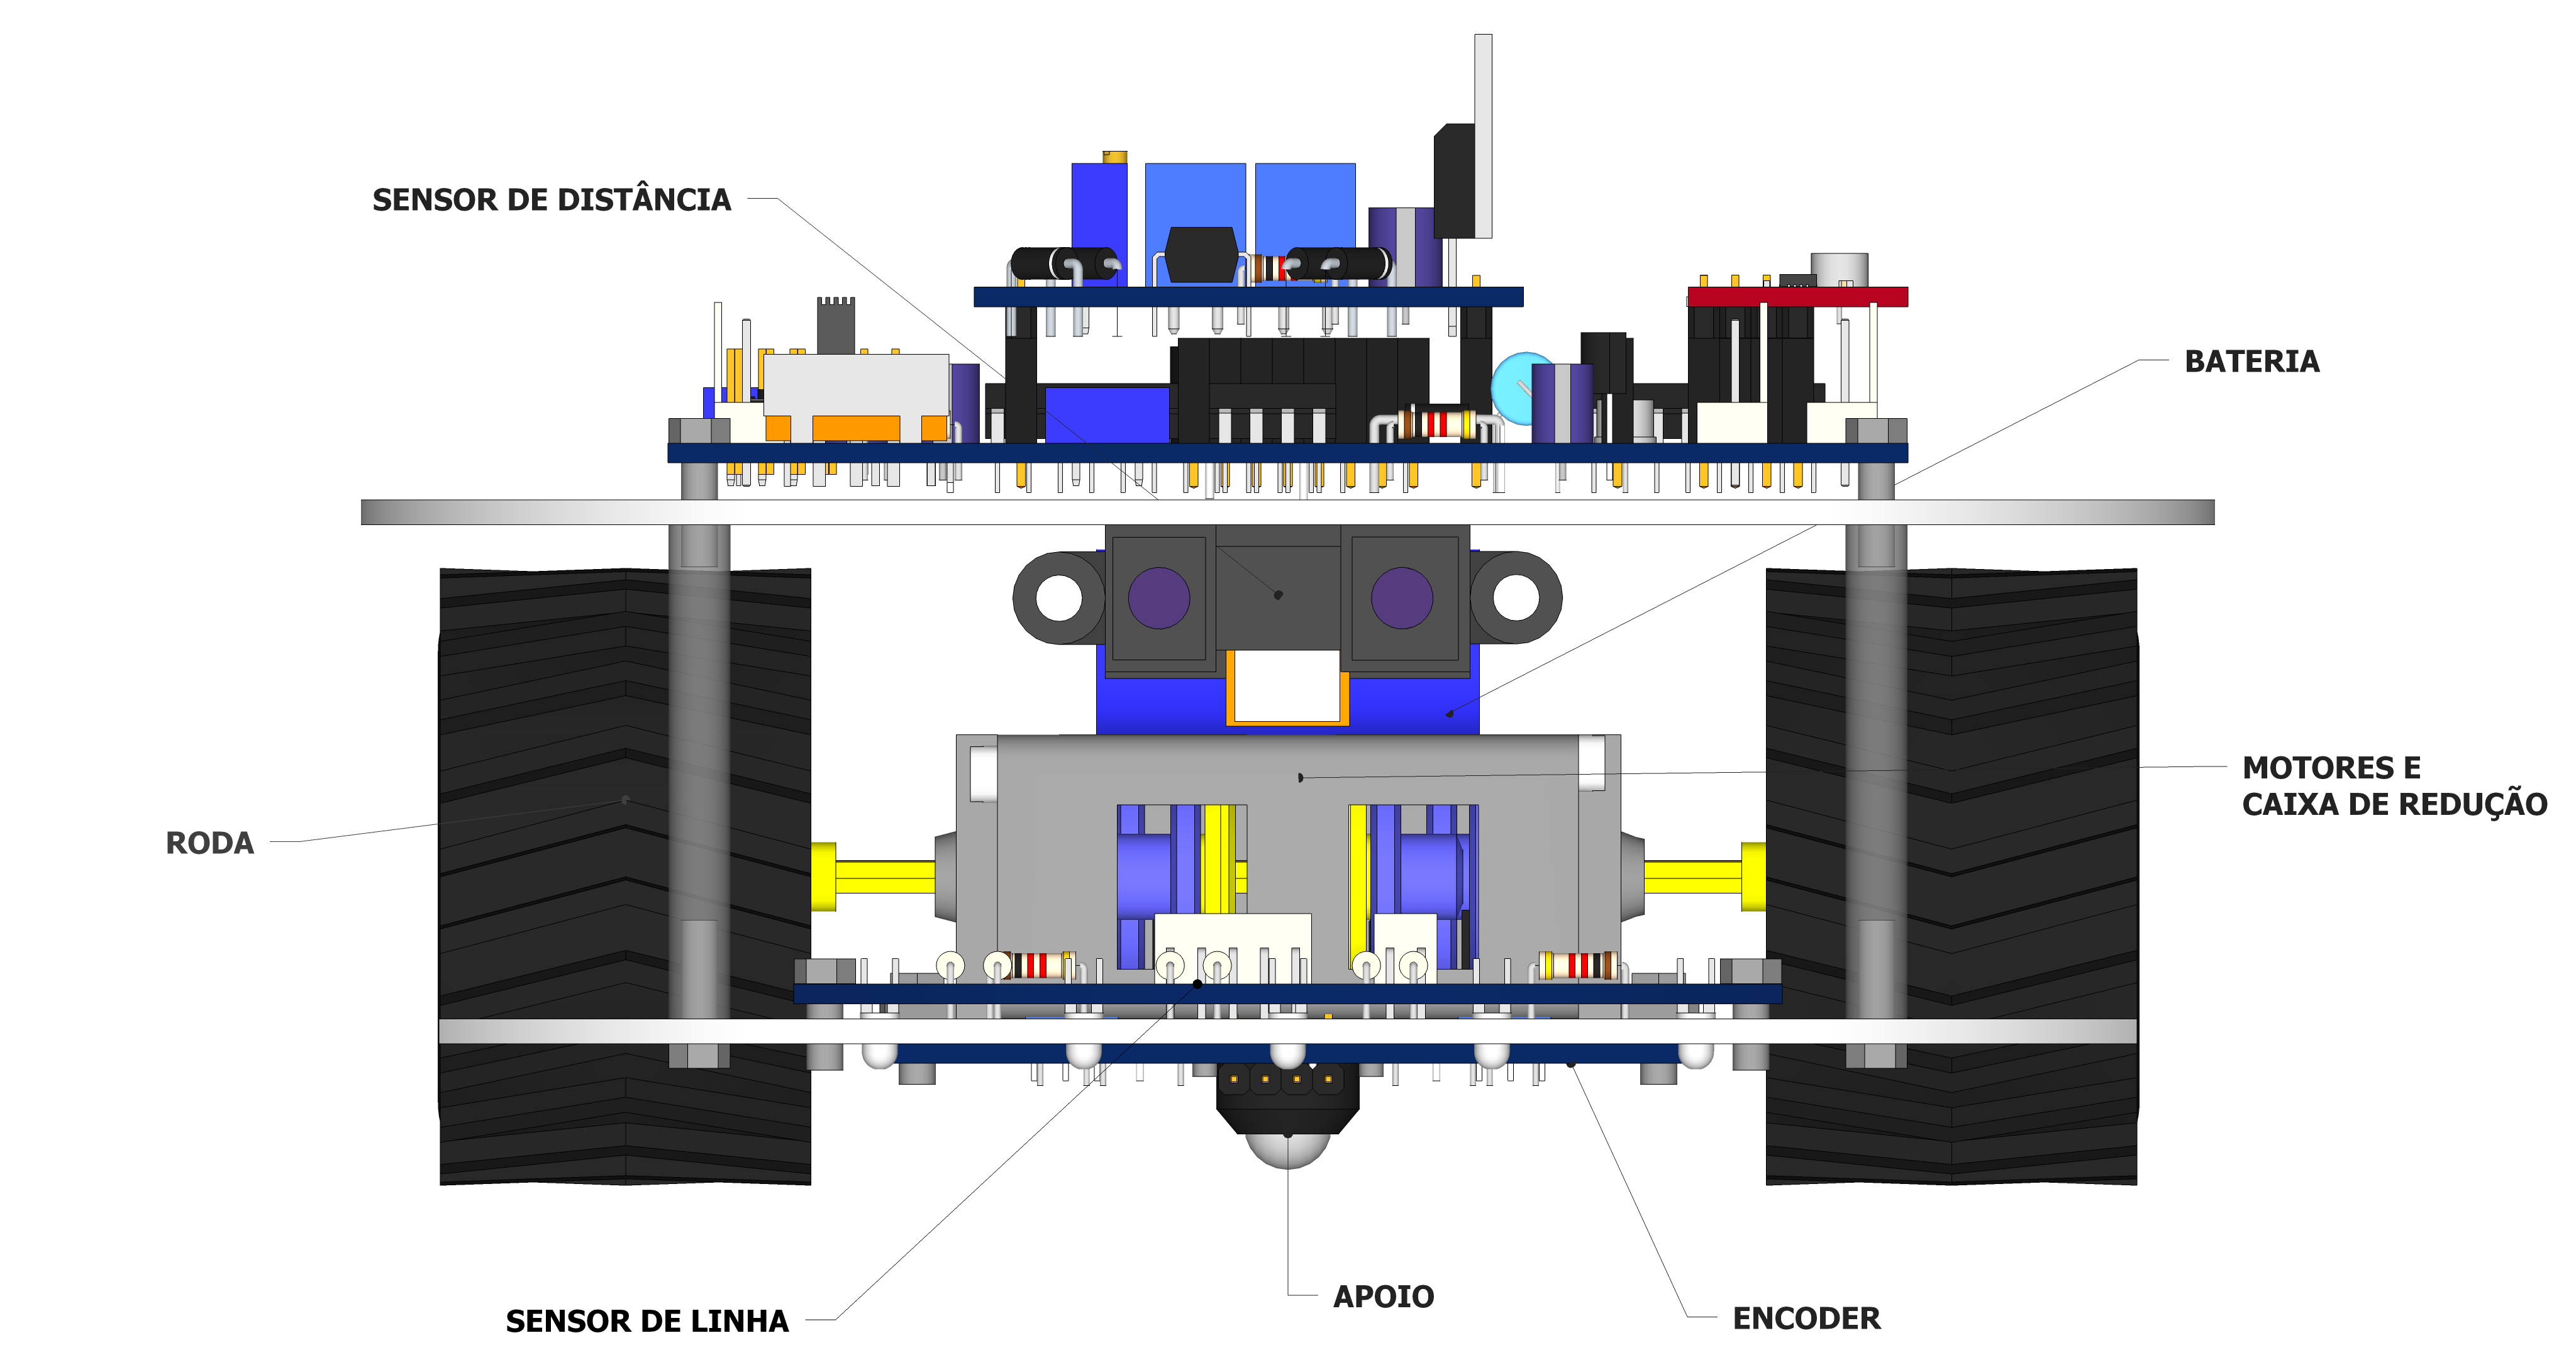 SENSOR DE DISTÂNCIA
BATERIA
MOTORES E
CAIXA DE REDUÇÃO
RODA
APOIO
SENSOR DE LINHA
ENCODER